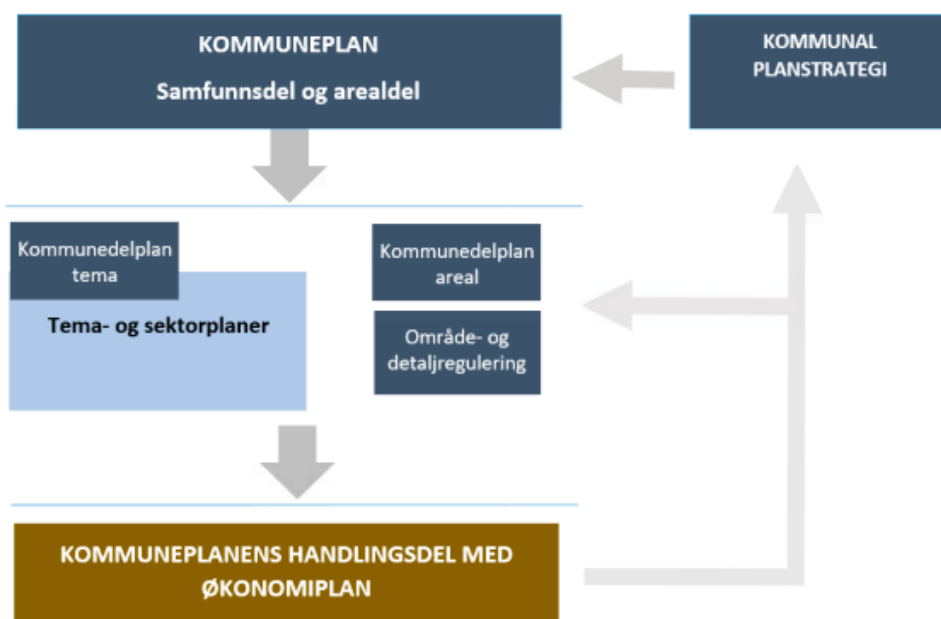 KOMMUNEPLAN
Samfunnsdel og arealdel
KOMMUNAL
PLANSTRATEGI
Kommunedelplan
tema
Tema- og sektorplaner
Kommunedelplan
areal
Område- og
detaljregulering
KOMMUNEPLANENS HANDLINGSDEL MED
ØKONOMIPLAN